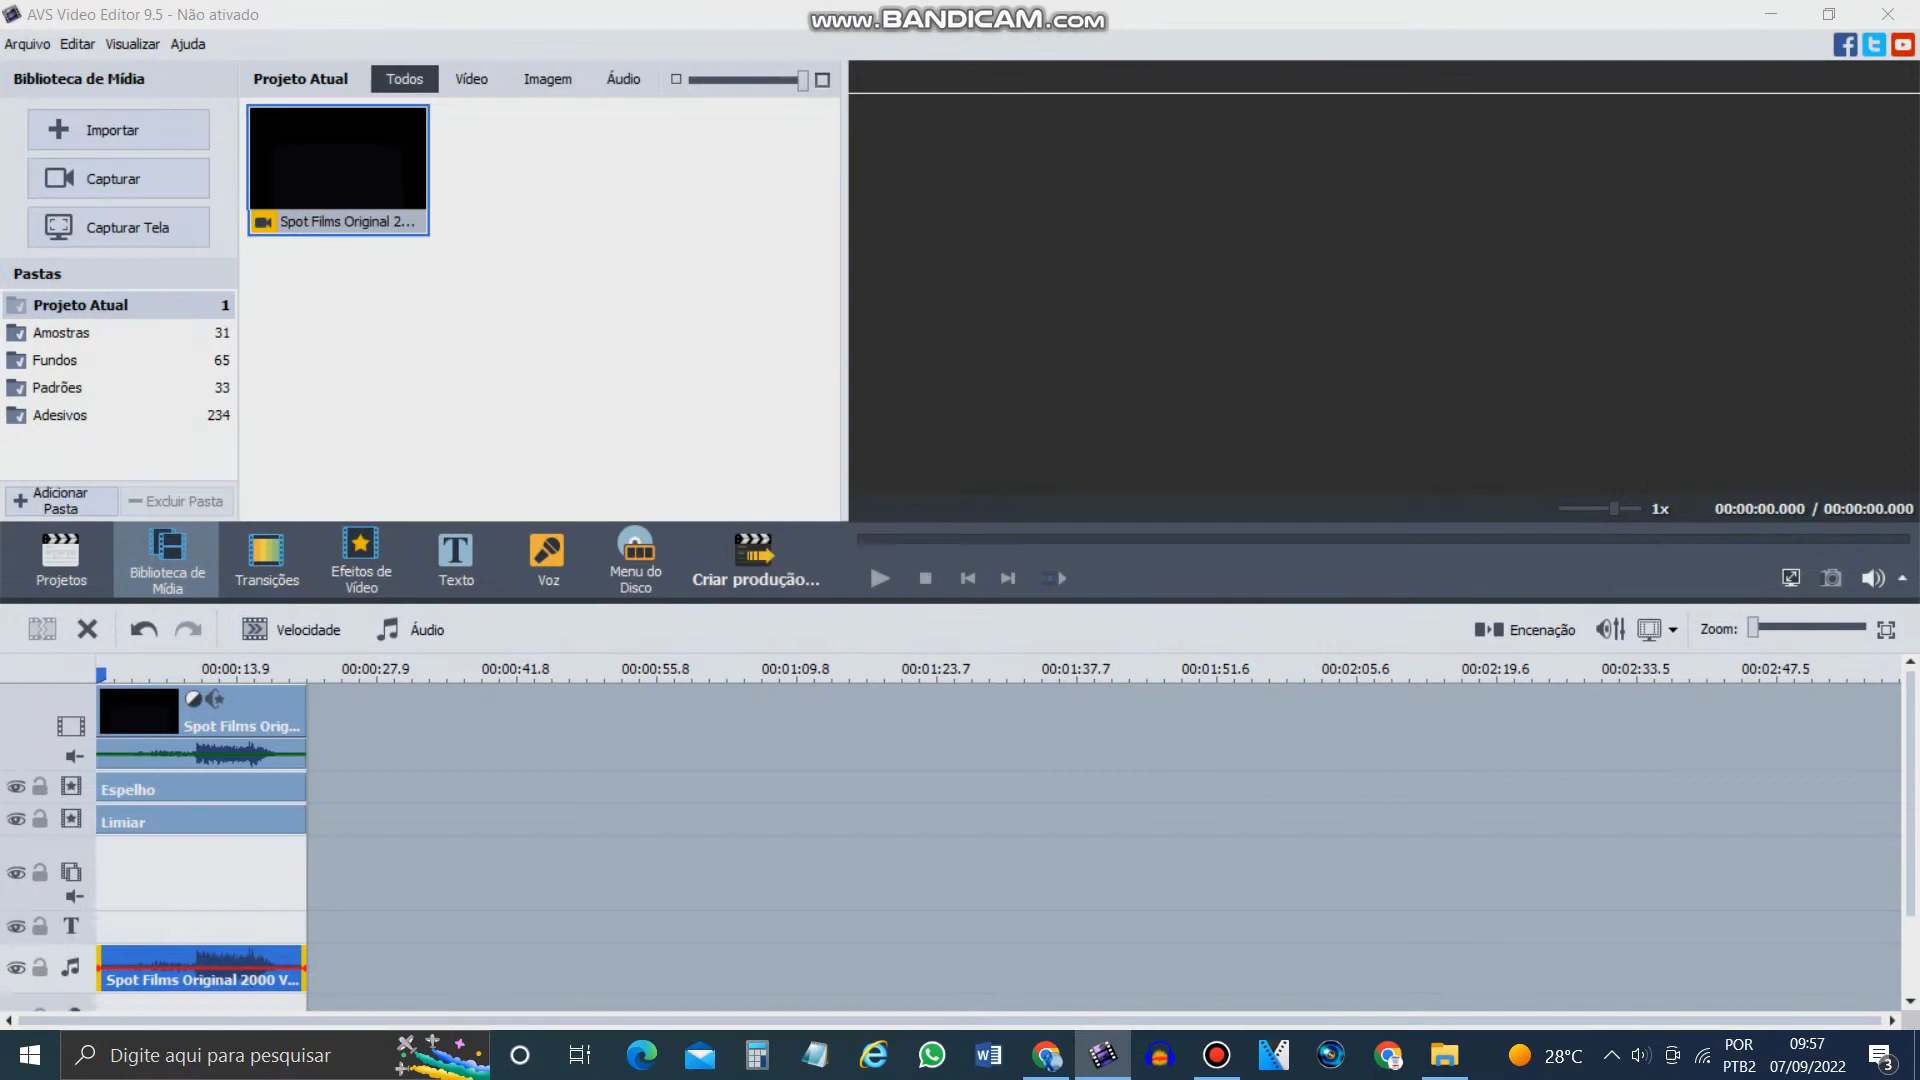 AVS Video Editor 9.5 - Não ativado
www.BANDICAM.com
Arquivo Editar Visualizar Ajuda
Biblioteca de Mídia
Projeto Atual Todos Vídeo Imagem Áudio
Importar
Capturar
Capturar Tela
Spot Films Original 2...
Pastas
Projeto Atual 1
Amostras 31
Fundos 65
Padrões 33
Adesivos 234
Adicionar Pasta
Excluir Pasta
1x 00:00:00.000 / 00:00:00.000
Projetos
Biblioteca de Mídia
Transições
Efeitos de Vídeo
Texto
Voz
Menu do Disco
Criar produção...
Velocidade Áudio Encenação Zoom:
00:00:13.9 00:00:27.9 00:00:41.8 00:00:55.8 00:01:09.8 00:01:23.7 00:01:37.7 00:01:51.6 00:02:05.6 00:02:19.6 00:02:33.5 00:02:47.5
Spot Films Orig...
Espelho
Limiar
T
Spot Films Original 2000 V...
Digite aqui para pesquisar
28°C
POR
PTB2
09:57
07/09/2022
3